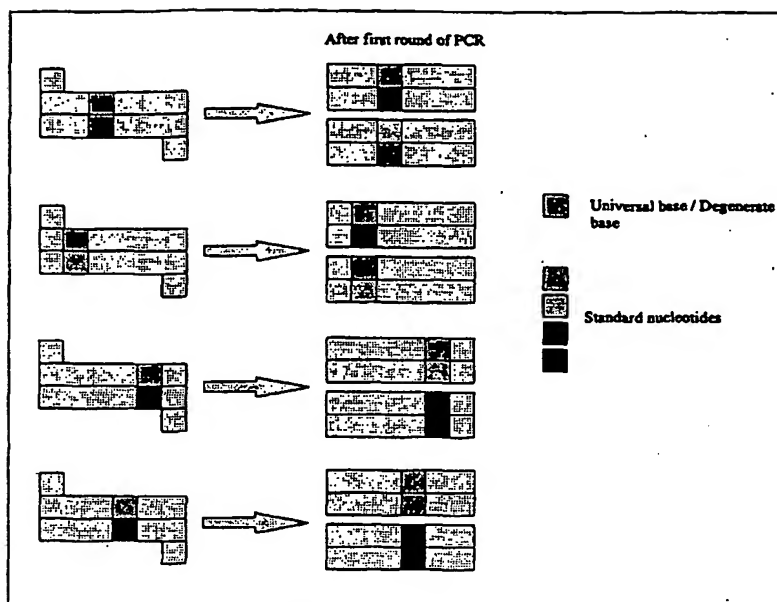 After first round of PCR
Universal base / Degenerate
base
Standard nucleotides